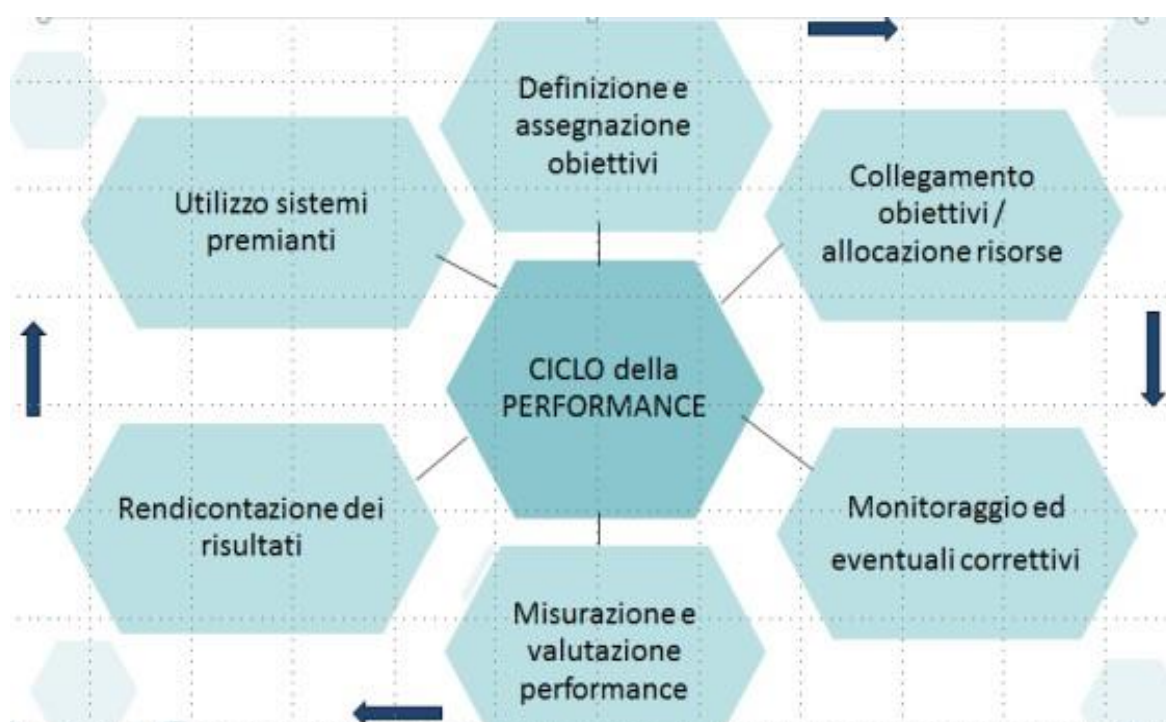 Definizione e
assegnazione
obiettivi
Collegamento
obiettivi /
allocazione risorse
Utilizzo sistemi
premianti
CICLO della
PERFORMANCE
Rendicontazione dei
risultati
Monitoraggio ed
eventuali correttivi
Misurazione e
valutazione
performance